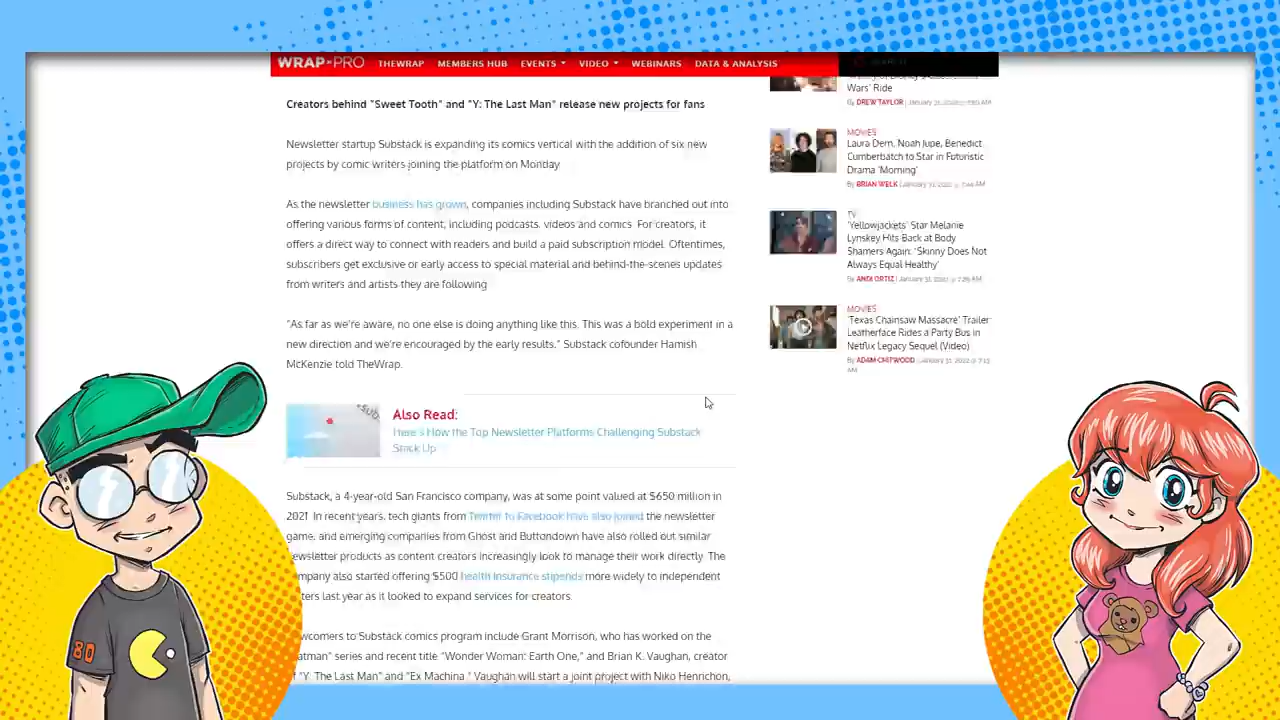 WRAP PRO THEWRAP MEMBERS HUB EVENTS VIDEO WEBINARS DATA & ANALYSIS
Creators behind "Sweet Tooth" and "Y: The Last Man" release new projects for fans
Newsletter startup Substack is expanding its comics vertical with the addition of six new
projects by comic writers joining the platform on Monday
As the newsletter business has grown, companies including Substack have branched out into
offering various forms of content, including podcasts, videos and comics For creators, it
offers a direct way to connect with readers and build a paid subscription model. Oftentimes,
subscribers get exclusive or early access to special material and behind-the-scenes updates
from writers and artists they are following
"As far as we're aware, no one else is doing anything like this. This was a bold experiment in a
new direction and we're encouraged by the early results." Substack cofounder Hamish
McKenzie told TheWrap.
Also Read:
Here's How the Top Newsletter Platforms Challenging Substack
Stack Up
Substack, a 4-year-old San Francisco company, was at some point valued at $650 million in
2021 In recent years, tech giants from Twitter to Facebook have also joined the newsletter
game, and emerging companies from Ghost and Buttondown have also rolled out similar
ewsletter products as content creators increasingly look to manage their work directly The
mpany also started offering $500 health insurance stipends more widely to independent
ters last year as it looked to expand services for creators.
wcomers to Substack comics program include Grant Morrison, who has worked on the
atman" series and recent title "Wonder Woman: Earth One," and Brian K. Vaughan, creator
f "Y The Last Man" and "Ex Machina " Vaughan will start a joint project with Niko Henrichon,
Wars' Ride
By DREW TAYLOR | January 31,
MOVIES
Laura Dern, Noah Jupe, Benedict
Cumberbatch to Star in Futuristic
Drama 'Morning'
By BRIAN WELK | January 31, 2022 @ 7:44 AM
TV
'Yellowjackets' Star Melanie
Lynskey Hits Back at Body
Shamers Again: 'Skinny Does Not
Always Equal Healthy'
By ANDI ORTIZ | January 31, 2022 @ 7:26 AM
MOVIES
'Texas Chainsaw Massacre' Trailer
Leatherface Rides a Party Bus in
Netflix Legacy Sequel (Video)
By ADAM CHITWOOD | January 31, 2022 @ 7:13
AM
80